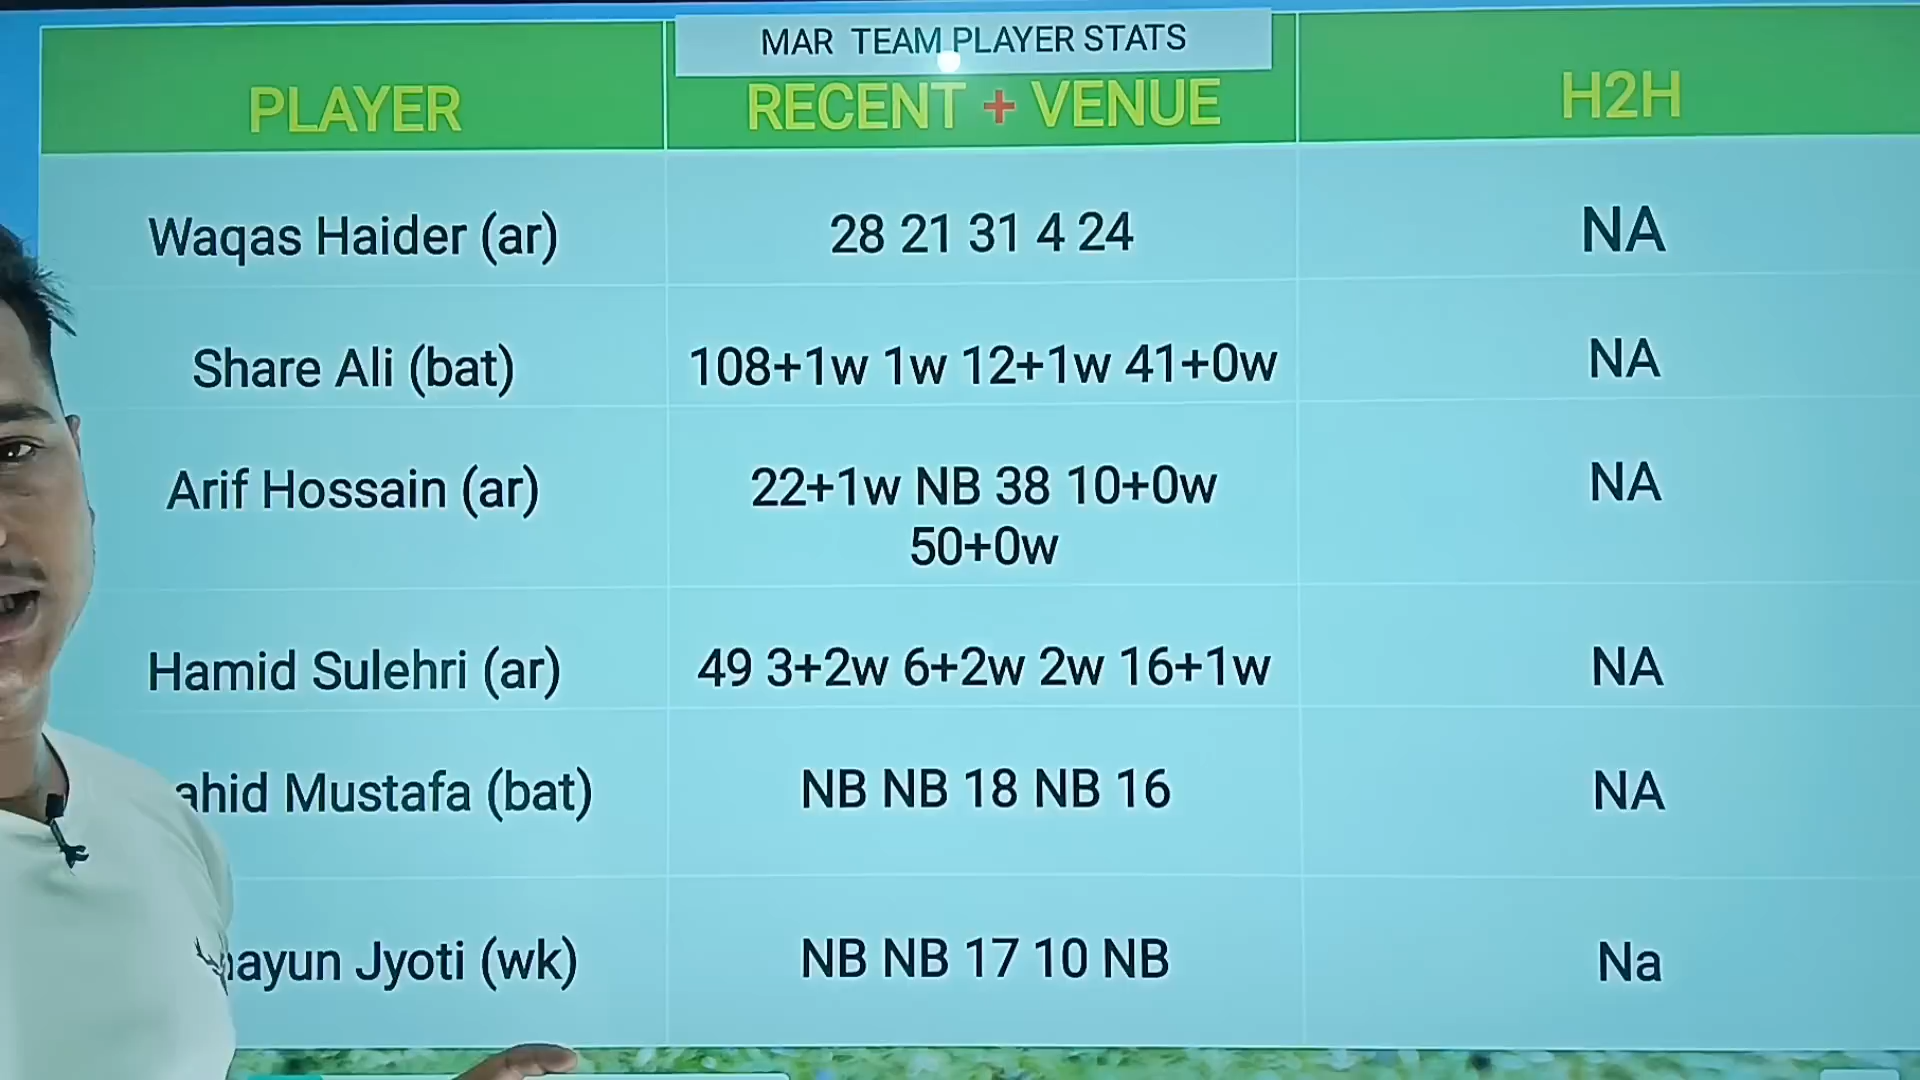 MAR TEAM PLAYER STATS
PLAYER RECENT + VENUE H2H
Waqas Haider (ar) 28 21 31 4 24 NA
Share Ali (bat) 108+1w 1w 12+1w 41+0w NA
Arif Hossain (ar) 22+1w NB 38 10+0w NA
50+0w
Hamid Sulehri (ar) 49 3+2w 6+2w 2w 16+1w NA
Mustafa (bat) NB NB 18 NB 16 NA
Jyoti (wk) NB NB 17 10 NB Na